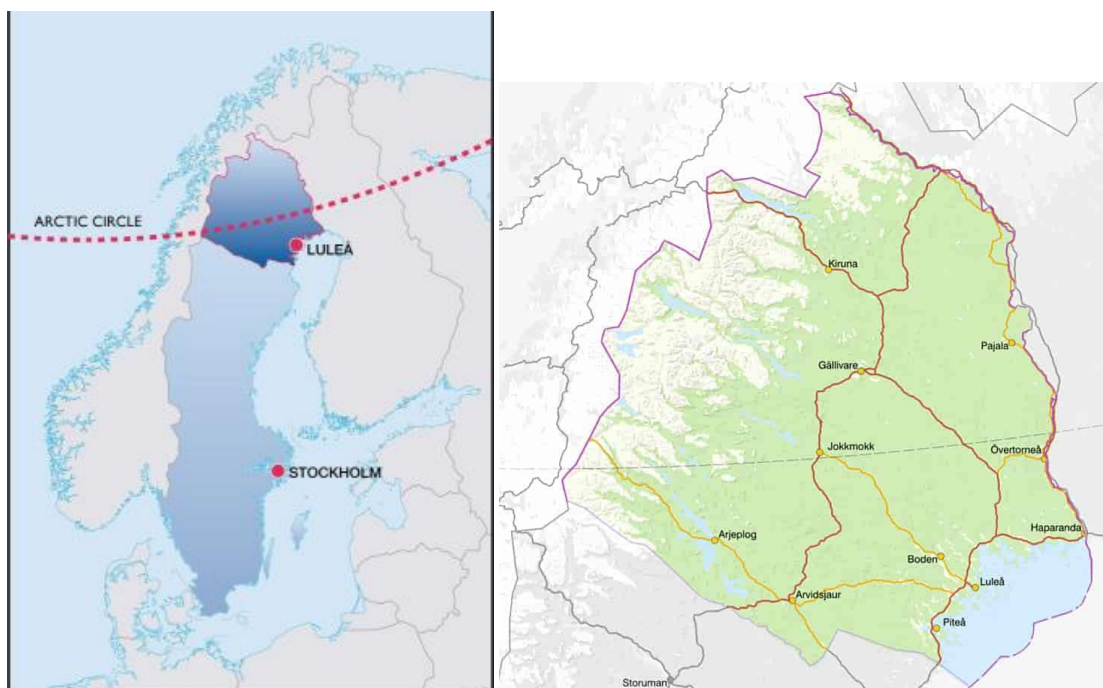 ARCTIC CIRCLE
LULEÅ
STOCKHOLM
Kiruna
Pajala
Gällivare
Jokkmokk
Övertorneå
Haparanda
Arjeplog
Boden
Luleå
Arvidsjaur
Piteå
Storuman